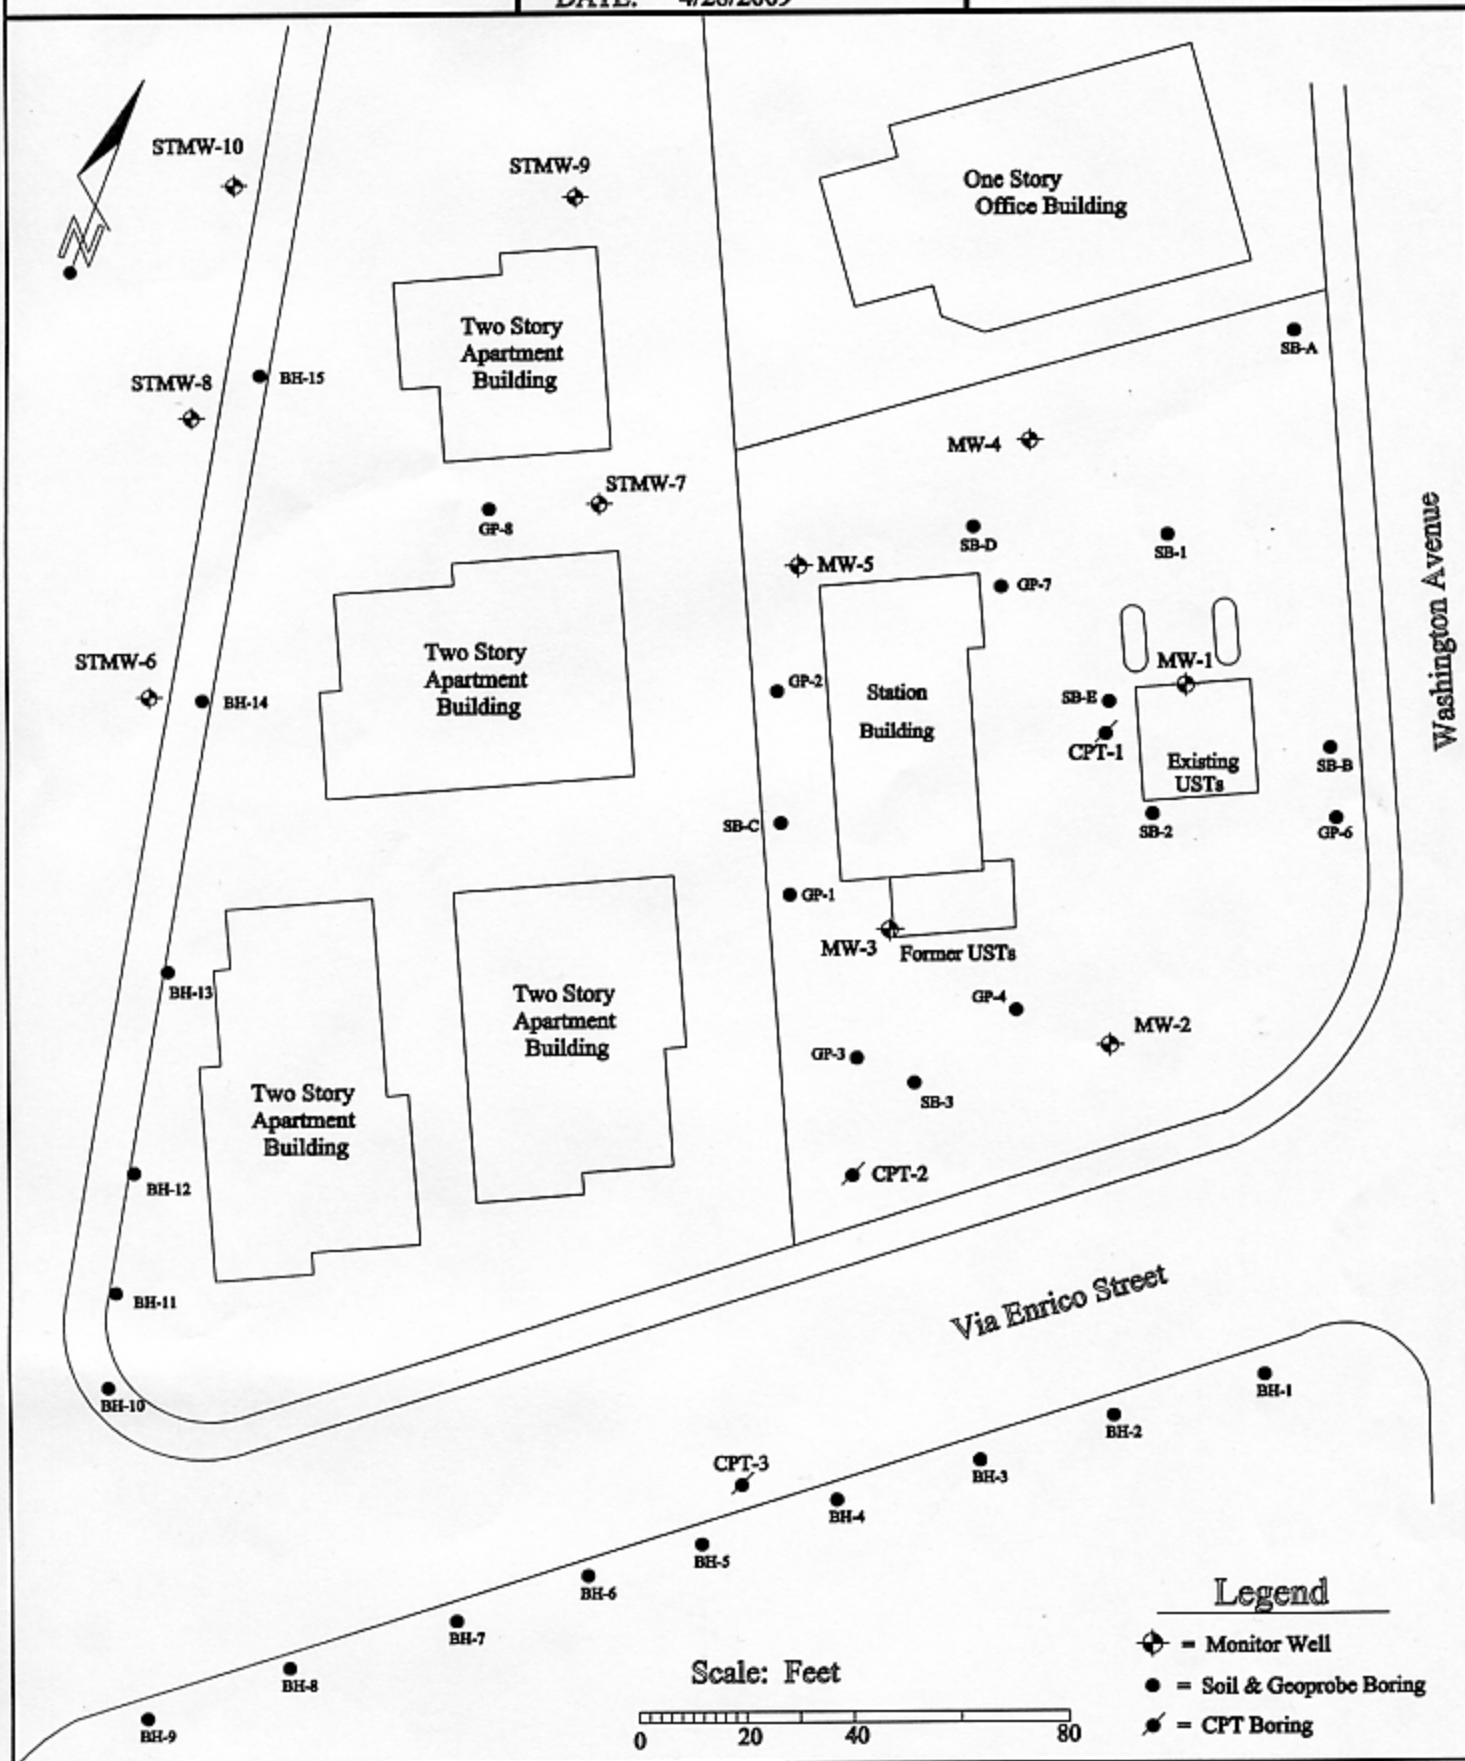 DATE: 4/28/2009
STMW-10
STMW-9
One Story
Office Building
Two Story
Apartment
Building
SB-A
BH-15
STMW-8
MW-4
STMW-7
GP-8
SB-D
SB-1
MW-5
GP-7
Washington Avenue
Two Story
Apartment
Building
STMW-6
BH-14
GP-2
Station
Building
MW-1
SB-E
CPT-1
Existing
USTs
SB-B
SB-C
SB-2
GP-6
GP-1
MW-3
Former USTs
BH-13
Two Story
Apartment
Building
GP-4
MW-2
GP-3
SB-3
Two Story
Apartment
Building
BH-12
CPT-2
BH-11
Via Enrico Street
BH-10
BH-1
BH-2
CPT-3
BH-3
BH-4
BH-5
BH-6
BH-7
BH-8
BH-9
Legend
= Monitor Well
= Soil & Geoprobe Boring
= CPT Boring
Scale: Feet
0 20 40 80
N